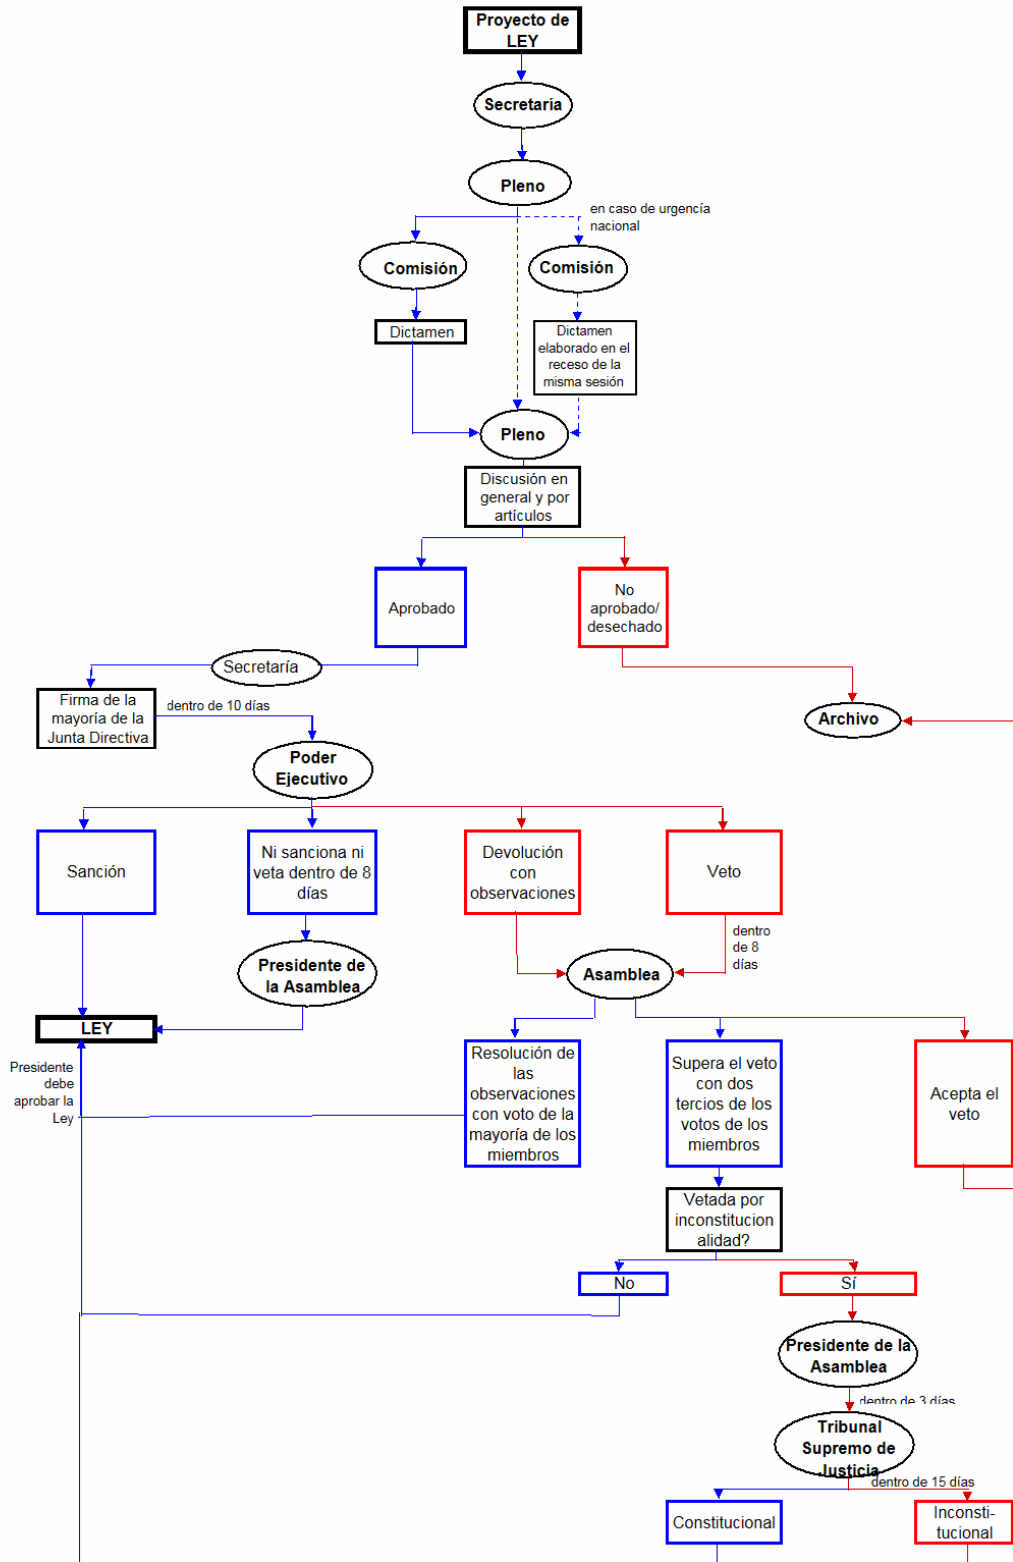 Proyecto de
LEY
Secretaría
Pleno
en caso de urgencía
nacional
Comisión
Comisión
Dictamen
Dictamen
elaborado en el
receso de la
misma sesión
Pleno
Discusión en
general y por
artículos
Aprobado
No
aprobado/
desechado
Secretaría
Firma de la
mayoría de la
Junta Directiva
dentro de 10 días
Archivo
Poder
Ejecutivo
Sanción
Ni sanciona ni
veta dentro de 8
días
Devolución
con
observaciones
Veto
dentro
de 8
días
Presidente de
la Asamblea
Asamblea
LEY
Presidente
debe
aprobar la
Ley
Resolución de
las
observaciones
con voto de la
mayoría de los
miembros
Supera el veto
con dos
tercios de los
votos de los
miembros
Acepta el
veto
Vetada por
inconstitucion
alidad?
No
Sí
Presidente de la
Asamblea
dentro de 3 días
Tribunal
Supremo de
Justicia
dentro de 15 días
Constitucional
Inconsti-
tucional